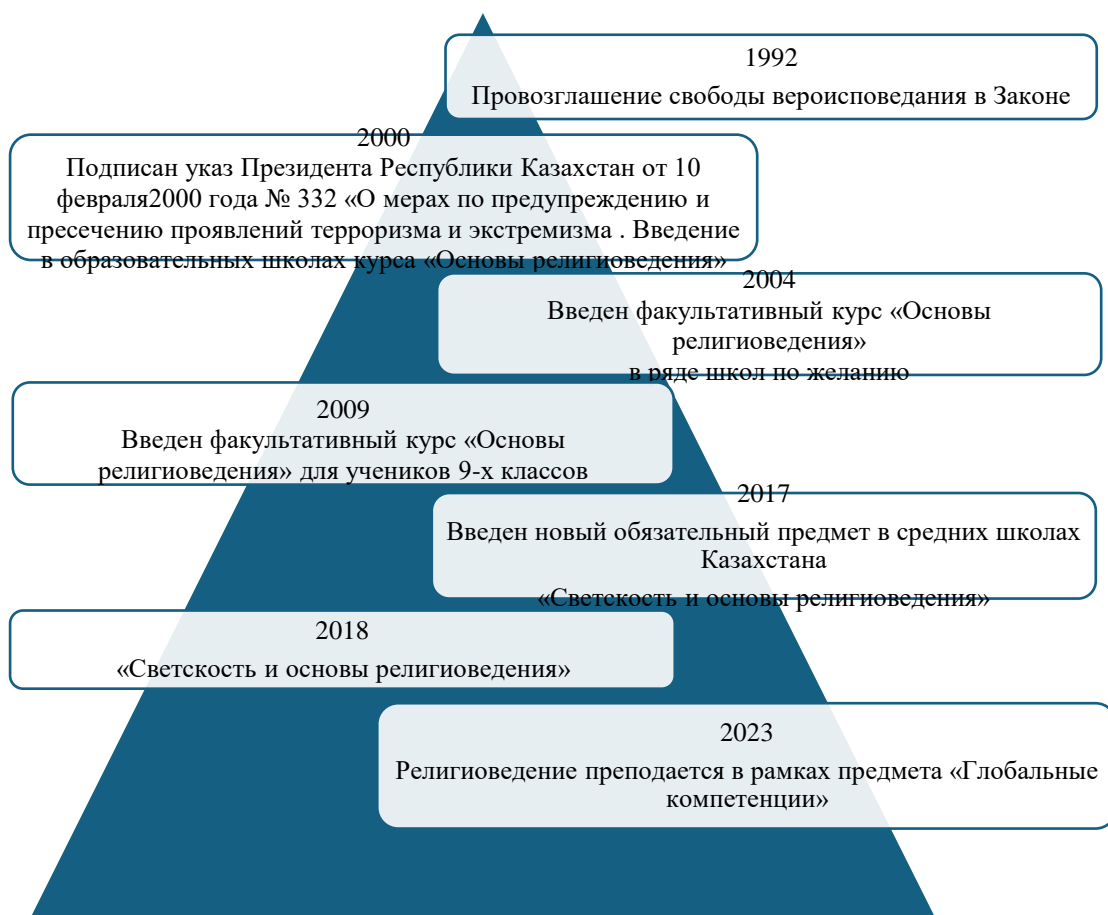 1992
Провозглашение свободы вероисповедания в Законе
2000
Подписан указ Президента Республики Казахстан от 10
февраля2000 года № 332 «О мерах по предупреждению и
пресечению проявлений терроризма и экстремизма . Введение
в образовательных школах курса «Основы религиоведения»
2004
Введен факультативный курс «Основы
религиоведения»
в ряде школ по желанию
2009
Введен факультативный курс «Основы
религиоведения» для учеников 9-х классов
2017
Введен новый обязательный предмет в средних школах
Казахстана
«Светскость и основы религиоведения»
2018
«Светскость и основы религиоведения»
2023
Религиоведение преподается в рамках предмета «Глобальные
компетенции»